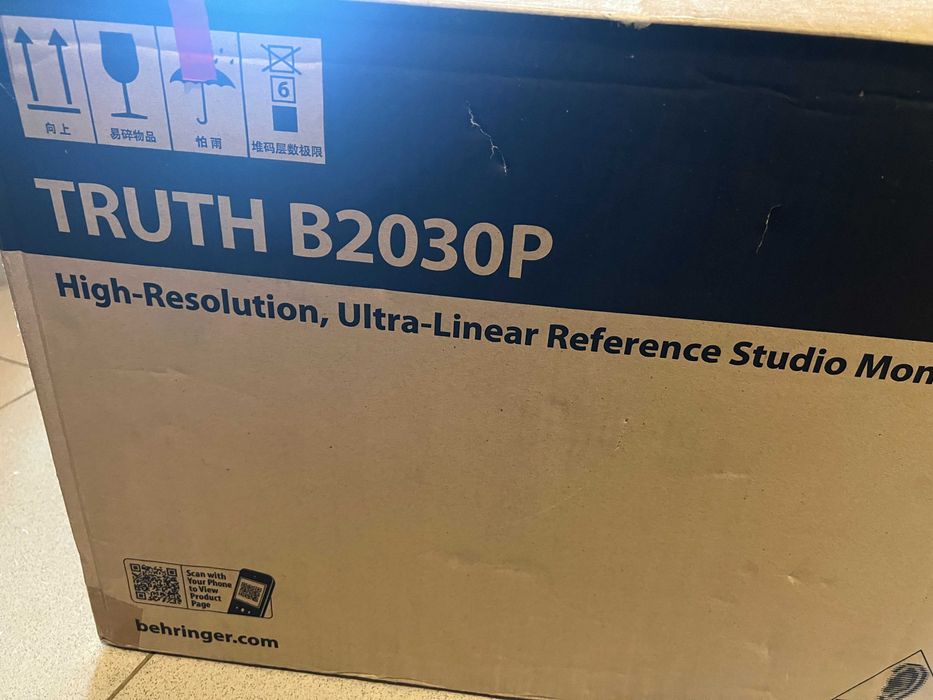 向上
易碎物品
怕雨
6
堆码层数极限
TRUTH B2030P
High-Resolution, Ultra-Linear Reference Studio Mon
Scan with
Your Phone
to View
Product
Page
behringer.com